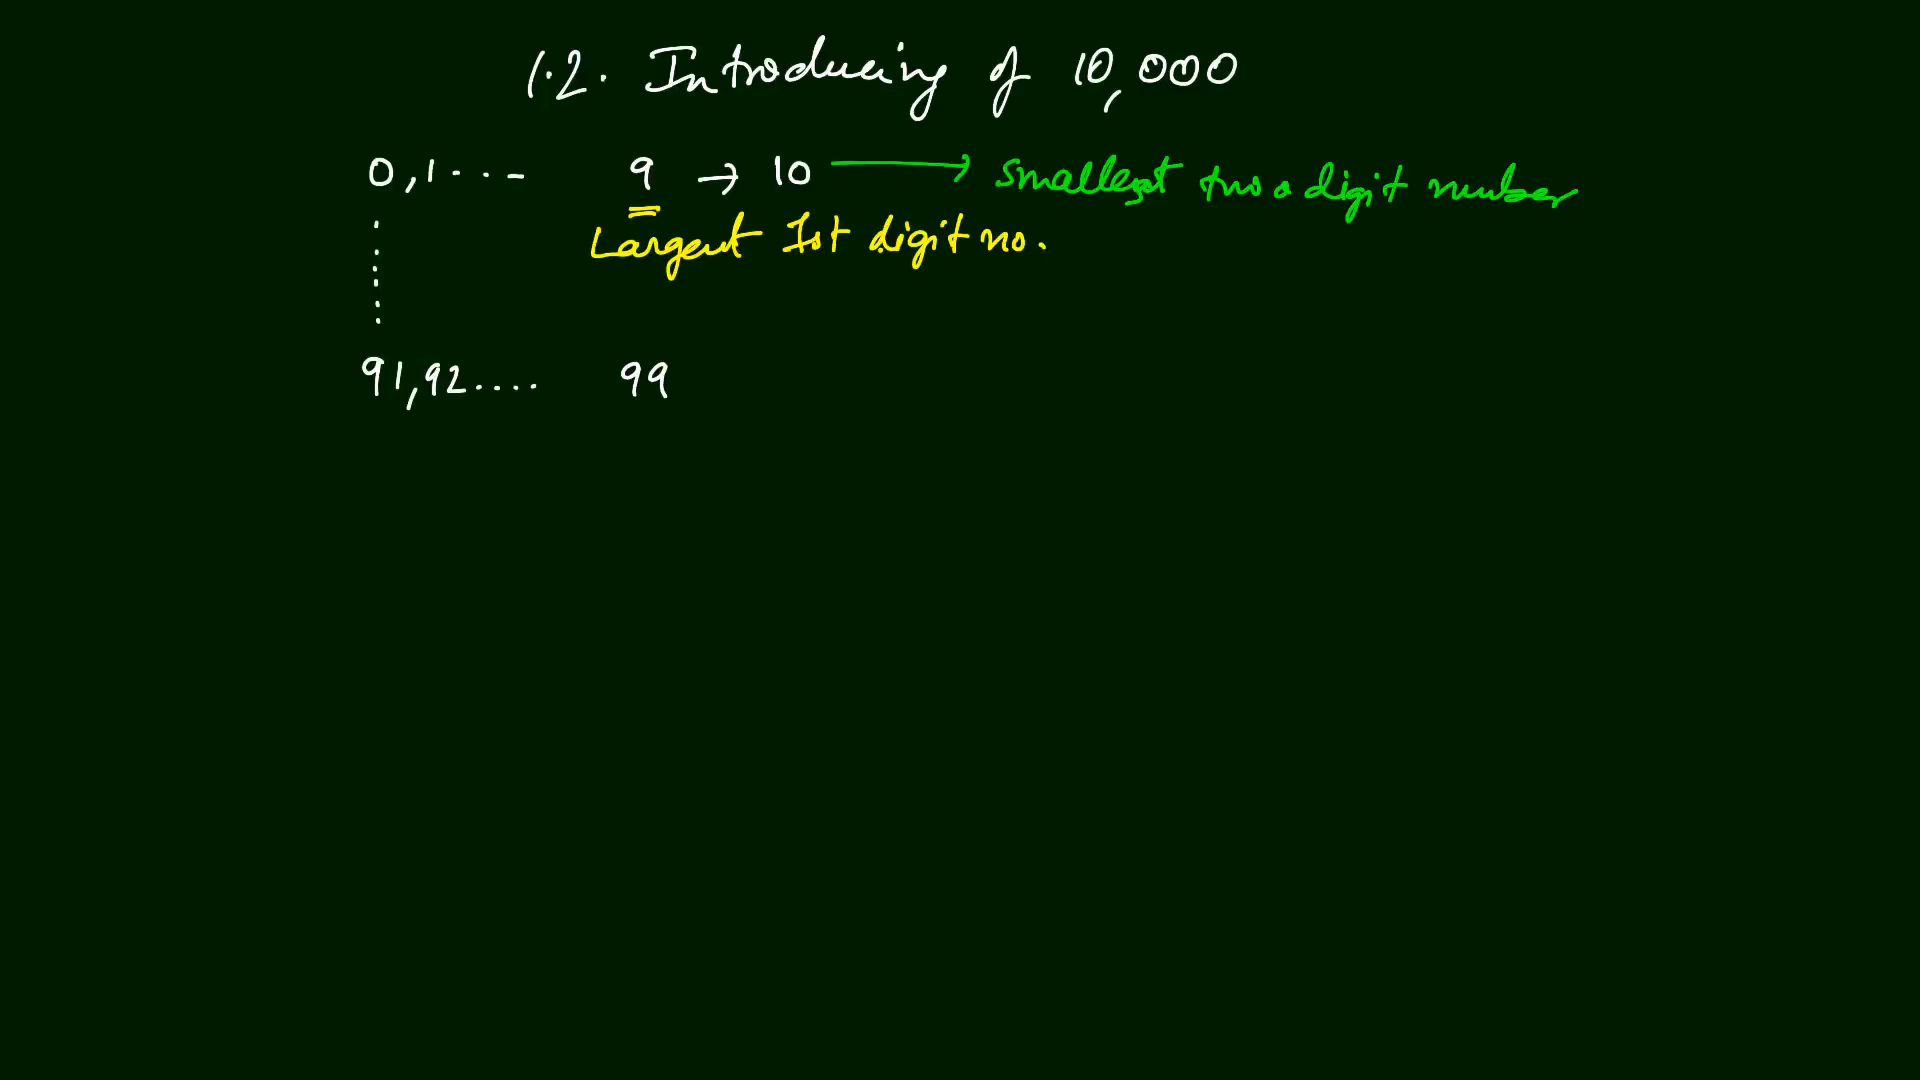 1.2. Introducing of 10,000
0,1... 9 → 10 → Smallest two digit number
Largest 1st digit no.
91,92.... 99